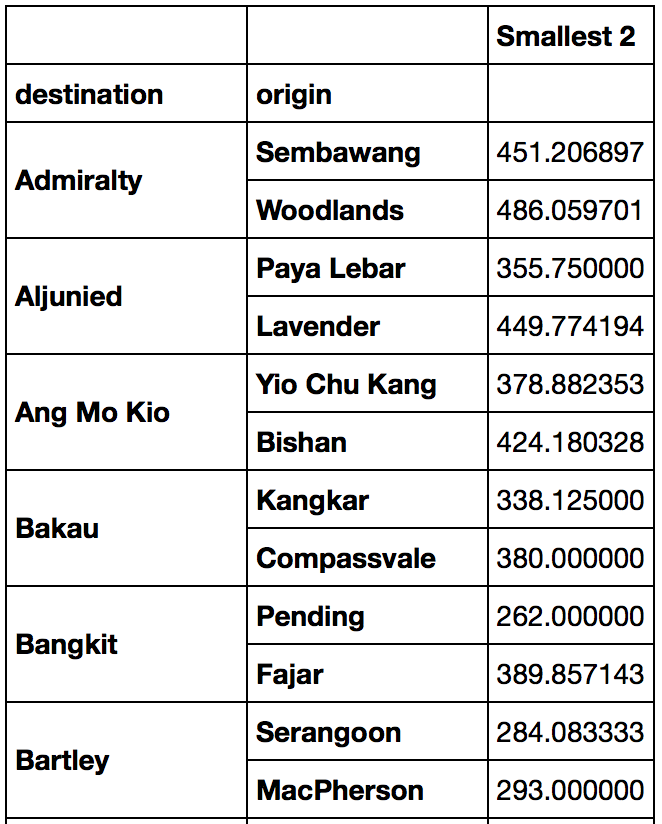 Smallest 2
destination origin
Admiralty Sembawang 451.206897
Woodlands 486.059701
Aljunied Paya Lebar 355.750000
Lavender 449.774194
Ang Mo Kio Yio Chu Kang 378.882353
Bishan 424.180328
Bakau Kangkar 338.125000
Compassvale 380.000000
Bangkit Pending 262.000000
Fajar 389.857143
Bartley Serangoon 284.083333
MacPherson 293.000000